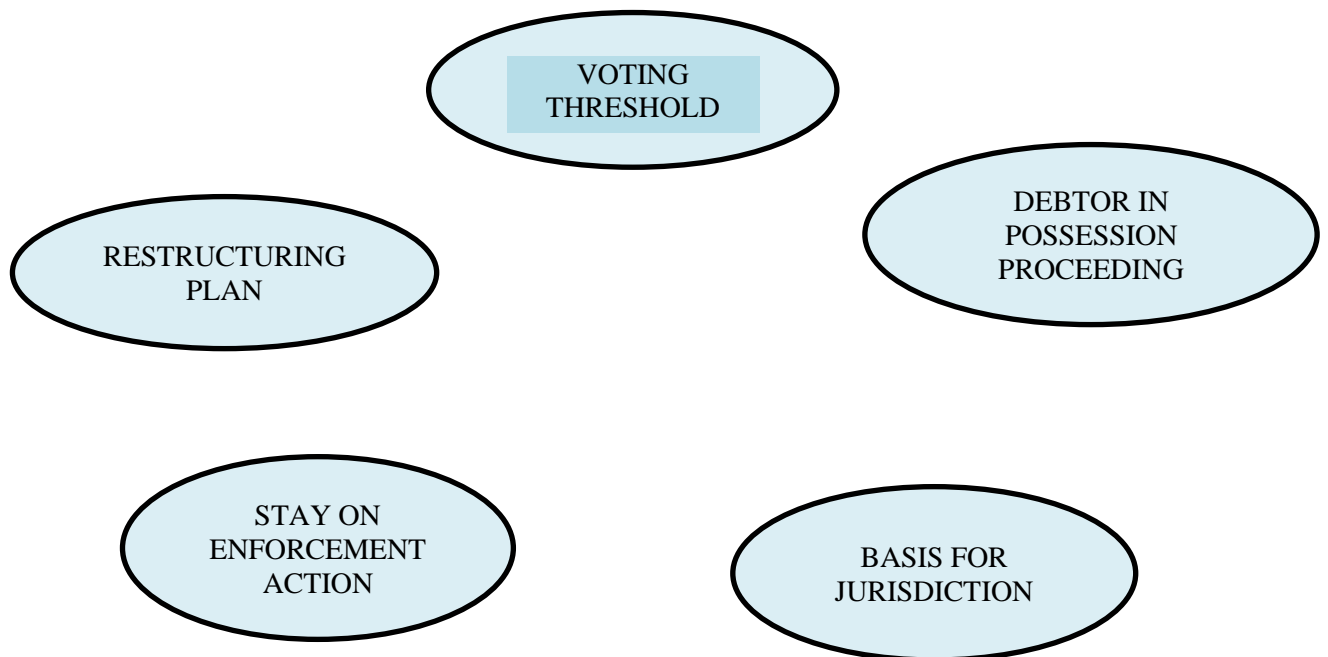 VOTING
THRESHOLD
DEBTOR IN
POSSESSION
PROCEEDING
RESTRUCTURING
PLAN
STAY ON
ENFORCEMENT
ACTION
BASIS FOR
JURISDICTION